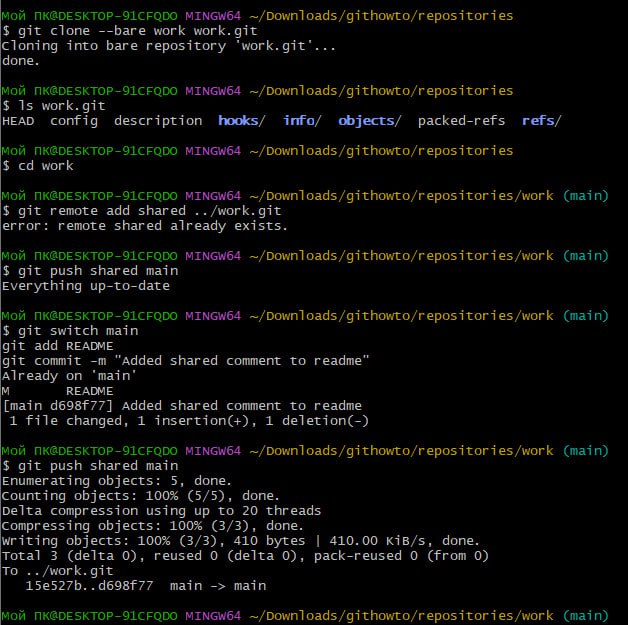 Мой ПК@DESKTOP-91CFQDO MINGW64 ~/Downloads/githowto/repositories
$ git clone --bare work work.git
Cloning into bare repository 'work.git'...
done.
Мой ПК@DESKTOP-91CFQDO MINGW64 ~/Downloads/githowto/repositories
$ ls work.git
HEAD  config  description  hooks/  info/  objects/  packed-refs  refs/
Мой ПК@DESKTOP-91CFQDO MINGW64 ~/Downloads/githowto/repositories
$ cd work
Мой ПК@DESKTOP-91CFQDO MINGW64 ~/Downloads/githowto/repositories/work (main)
$ git remote add shared ../work.git
error: remote shared already exists.
Мой ПК@DESKTOP-91CFQDO MINGW64 ~/Downloads/githowto/repositories/work (main)
$ git push shared main
Everything up-to-date
Мой ПК@DESKTOP-91CFQDO MINGW64 ~/Downloads/githowto/repositories/work (main)
$ git switch main
git add README
git commit -m "Added shared comment to readme"
Already on 'main'
M       README
[main d698f77] Added shared comment to readme
 1 file changed, 1 insertion(+), 1 deletion(-)
Мой ПК@DESKTOP-91CFQDO MINGW64 ~/Downloads/githowto/repositories/work (main)
$ git push shared main
Enumerating objects: 5, done.
Counting objects: 100% (5/5), done.
Delta compression using up to 20 threads
Compressing objects: 100% (3/3), done.
Writing objects: 100% (3/3), 410 bytes | 410.00 KiB/s, done.
Total 3 (delta 0), reused 0 (delta 0), pack-reused 0 (from 0)
To ../work.git
   15e527b..d698f77  main -> main
Мой ПК@DESKTOP-91CFQDO MINGW64 ~/Downloads/githowto/repositories/work (main)